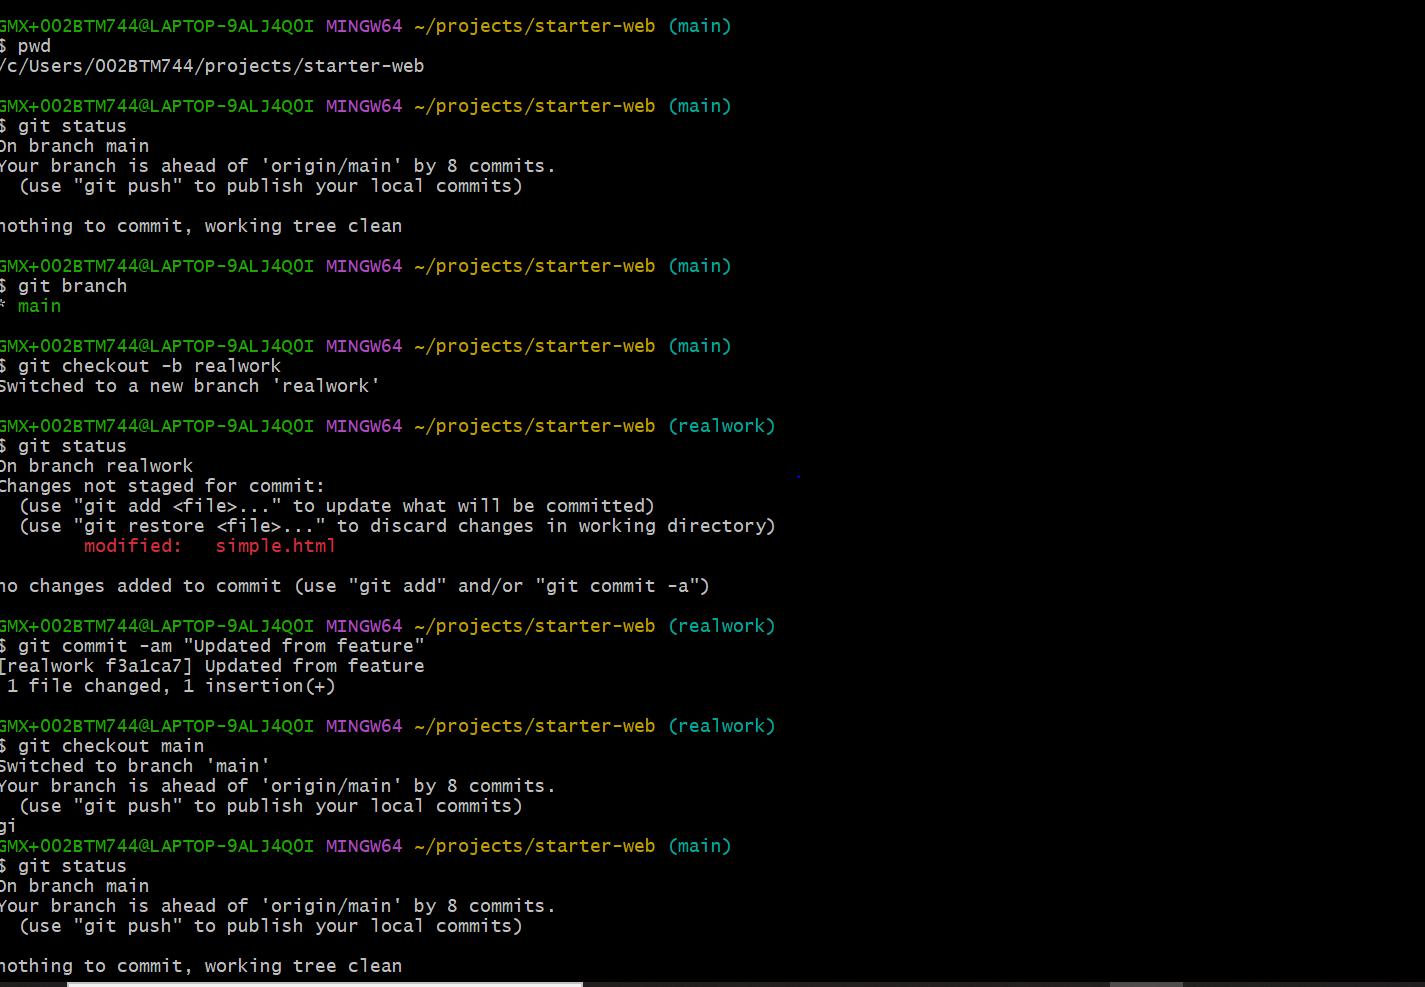 GMX+002BTM744@LAPTOP-9ALJ4Q0I MINGW64 ~/projects/starter-web (main)
$ pwd
/c/Users/002BTM744/projects/starter-web
GMX+002BTM744@LAPTOP-9ALJ4Q0I MINGW64 ~/projects/starter-web (main)
$ git status
On branch main
Your branch is ahead of 'origin/main' by 8 commits.
  (use "git push" to publish your local commits)
nothing to commit, working tree clean
GMX+002BTM744@LAPTOP-9ALJ4Q0I MINGW64 ~/projects/starter-web (main)
$ git branch
* main
GMX+002BTM744@LAPTOP-9ALJ4Q0I MINGW64 ~/projects/starter-web (main)
$ git checkout -b realwork
Switched to a new branch 'realwork'
GMX+002BTM744@LAPTOP-9ALJ4Q0I MINGW64 ~/projects/starter-web (realwork)
$ git status
On branch realwork
Changes not staged for commit:
  (use "git add <file>..." to update what will be committed)
  (use "git restore <file>..." to discard changes in working directory)
        modified:   simple.html
no changes added to commit (use "git add" and/or "git commit -a")
GMX+002BTM744@LAPTOP-9ALJ4Q0I MINGW64 ~/projects/starter-web (realwork)
$ git commit -am "Updated from feature"
[realwork f3a1ca7] Updated from feature
 1 file changed, 1 insertion(+)
GMX+002BTM744@LAPTOP-9ALJ4Q0I MINGW64 ~/projects/starter-web (realwork)
$ git checkout main
Switched to branch 'main'
Your branch is ahead of 'origin/main' by 8 commits.
  (use "git push" to publish your local commits)
gi
GMX+002BTM744@LAPTOP-9ALJ4Q0I MINGW64 ~/projects/starter-web (main)
$ git status
On branch main
Your branch is ahead of 'origin/main' by 8 commits.
  (use "git push" to publish your local commits)
nothing to commit, working tree clean